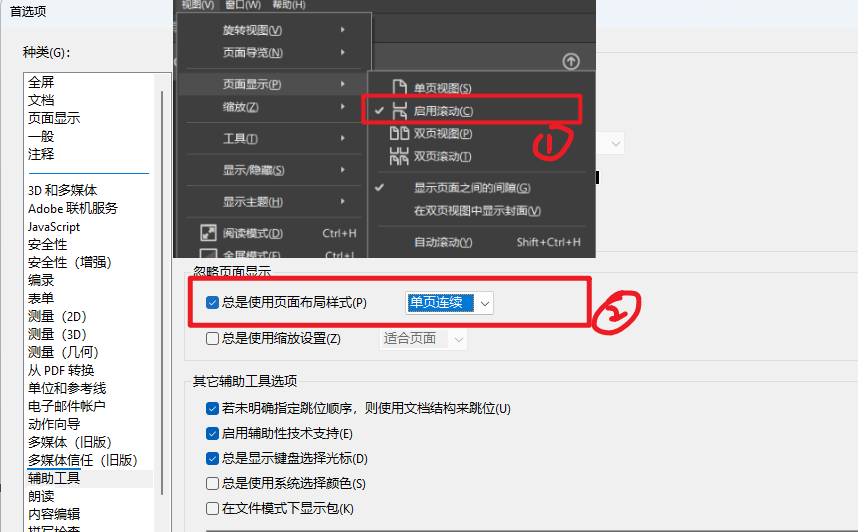 首选项
种类(G)：
全屏
文档
页面显示
一般
注释
3D 和多媒体
Adobe 联机服务
JavaScript
安全性
安全性（增强）
编录
表单
测量（2D）
测量（3D）
测量（几何）
从 PDF 转换
单位和参考线
电子邮件帐户
动作向导
多媒体（旧版）
多媒体信任（旧版）
辅助工具
朗读
内容编辑
拼写检查
视图(V) 窗口(W) 帮助(H)
旋转视图(V)
页面导览(N)
页面显示(P)
缩放(Z)
工具(T)
显示/隐藏(S)
显示主题(H)
阅读模式(D) Ctrl+H
全屏模式(F) Ctrl+L
单页视图(S)
启用滚动(C)
双页视图(P)
双页滚动(T)
显示页面之间的间隙(G)
在双页视图中显示封面(V)
自动滚动(Y) Shift+Ctrl+H
1
忽略页面显示
总是使用页面布局样式(P) 单页连续
2
总是使用缩放设置(Z) 适合页面
其它辅助工具选项
若未明确指定跳位顺序，则使用文档结构来跳位(U)
启用辅助性技术支持(E)
总是显示键盘选择光标(D)
总是使用系统选择颜色(S)
在文件模式下显示包(K)